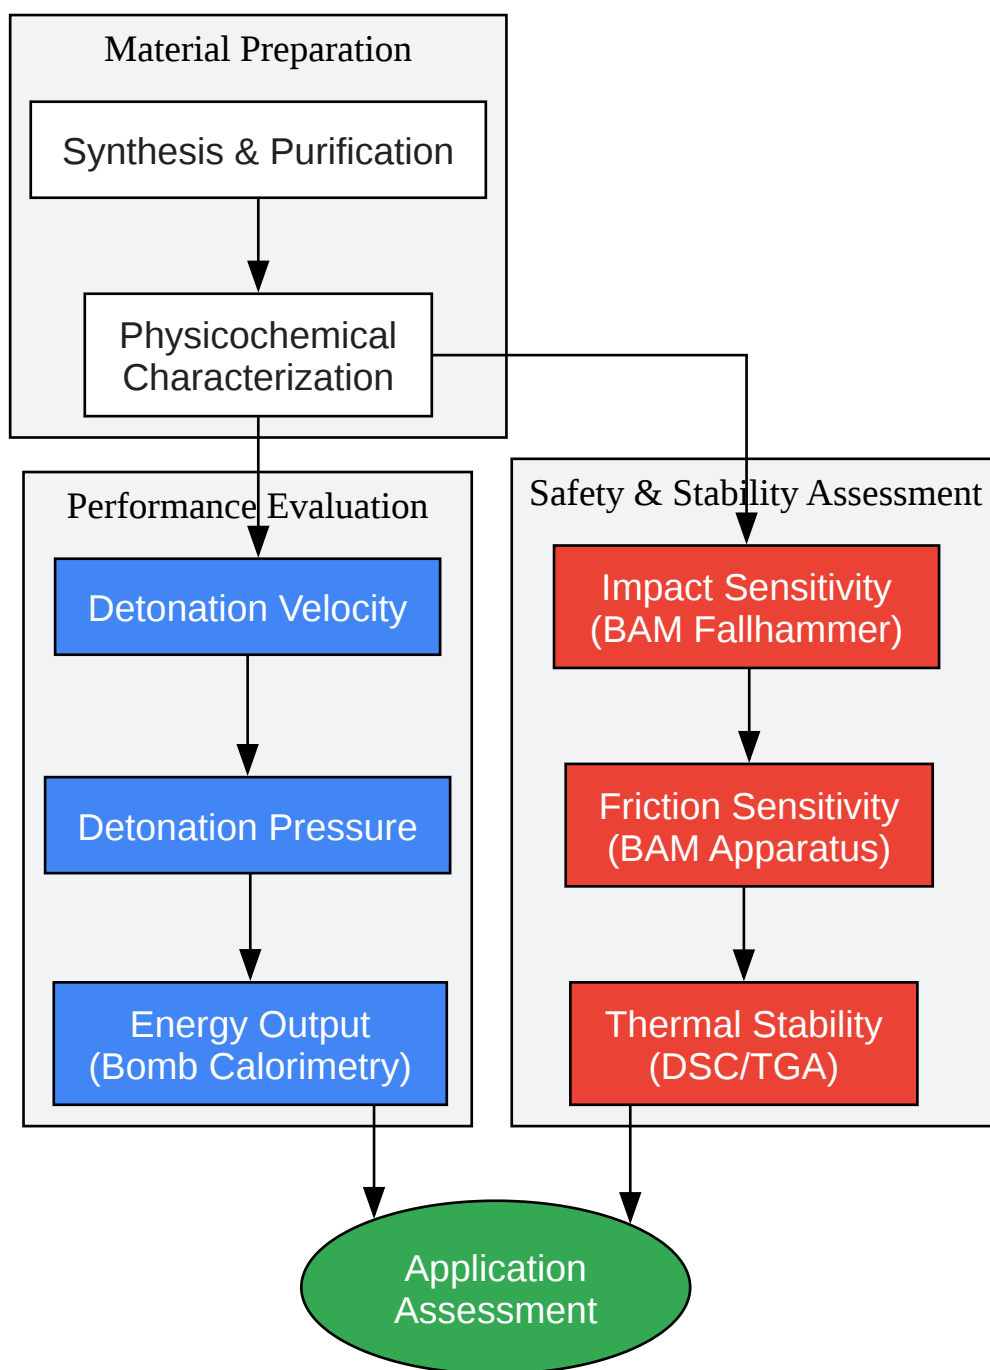 Material Preparation
Synthesis & Purification
Physicochemical
Characterization
Performance Evaluation
Detonation Velocity
Detonation Pressure
Energy Output
(Bomb Calorimetry)
Safety & Stability Assessment
Impact Sensitivity
(BAM Fallhammer)
Friction Sensitivity
(BAM Apparatus)
Thermal Stability
(DSC/TGA)
Application
Assessment